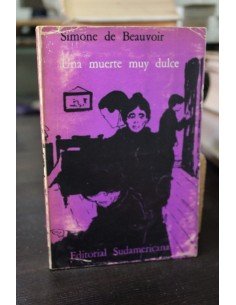 Simone de Beauvoir
Una muerte muy dulce
Editorial Sudamericana